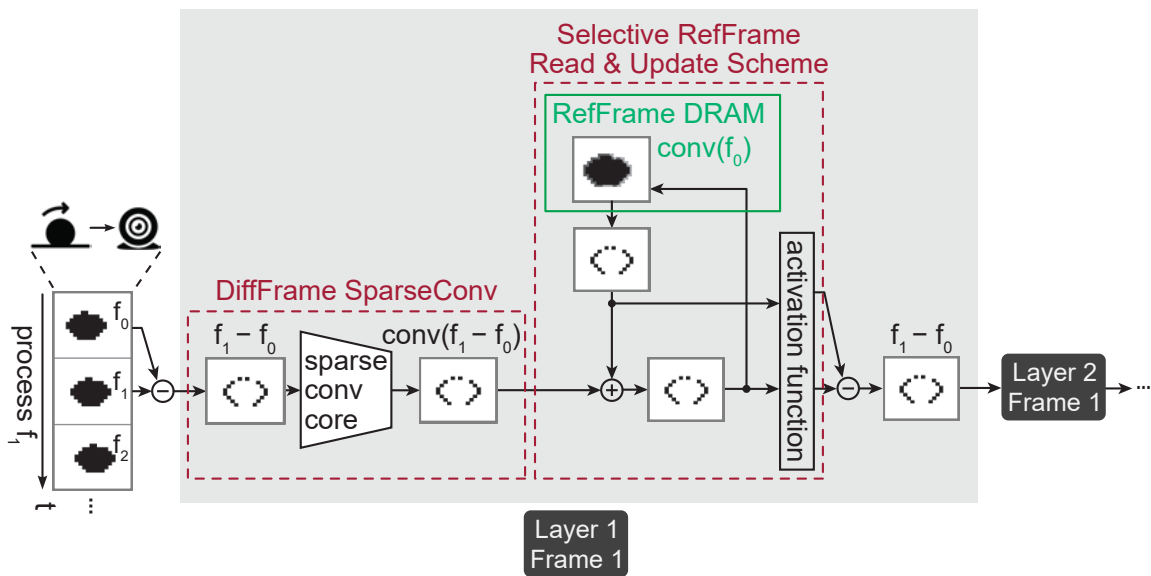 Selective RefFrame
Read & Update Scheme
RefFrame DRAM
conv(f₀)
DiffFrame SparseConv
f₁ − f₀
conv(f₁ − f₀)
sparse
conv
core
activation function
f₁ − f₀
f₀
f₁
f₂
...
process f₁
t
Layer 2
Frame 1
...
Layer 1
Frame 1